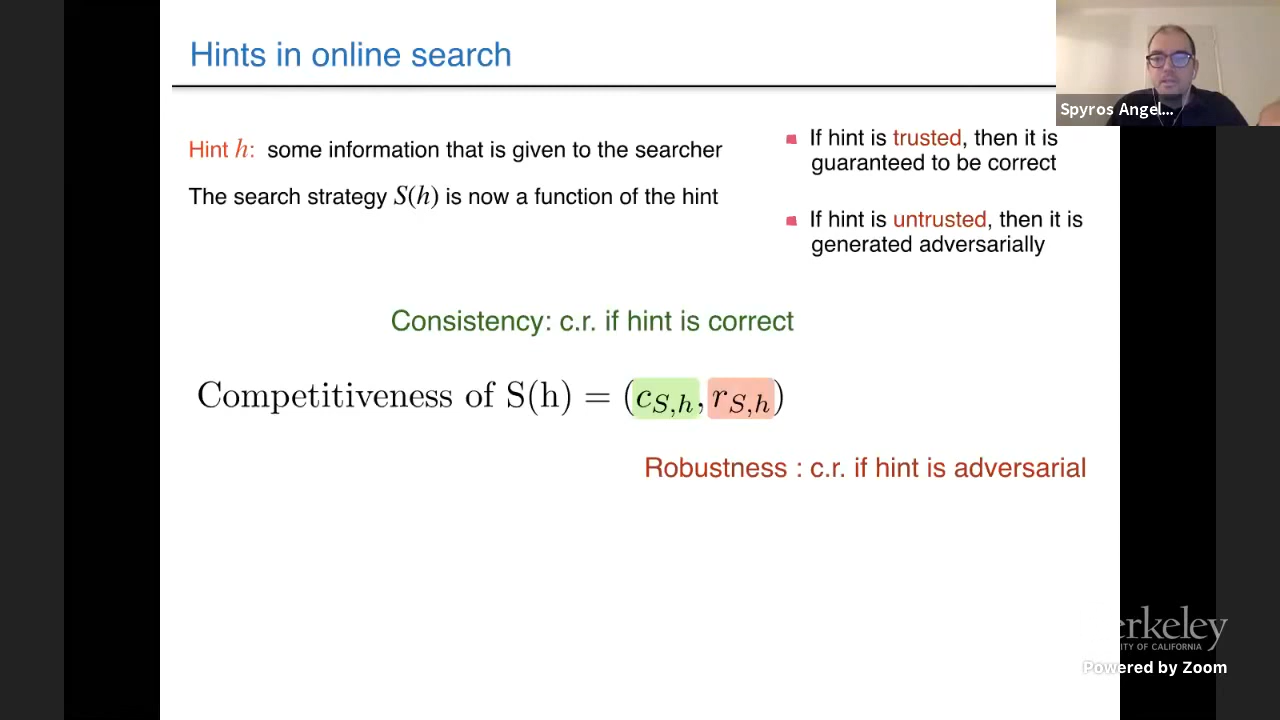 Hints in online search
Spyros Angel...
Hint h: some information that is given to the searcher
The search strategy S(h) is now a function of the hint
If hint is trusted, then it is
guaranteed to be correct
If hint is untrusted, then it is
generated adversarially
Consistency: c.r. if hint is correct
Competitiveness of S(h) = (c_{S,h}, r_{S,h})
Robustness : c.r. if hint is adversarial
erkeley
ITY OF CALIFORNIA
Powered by Zoom